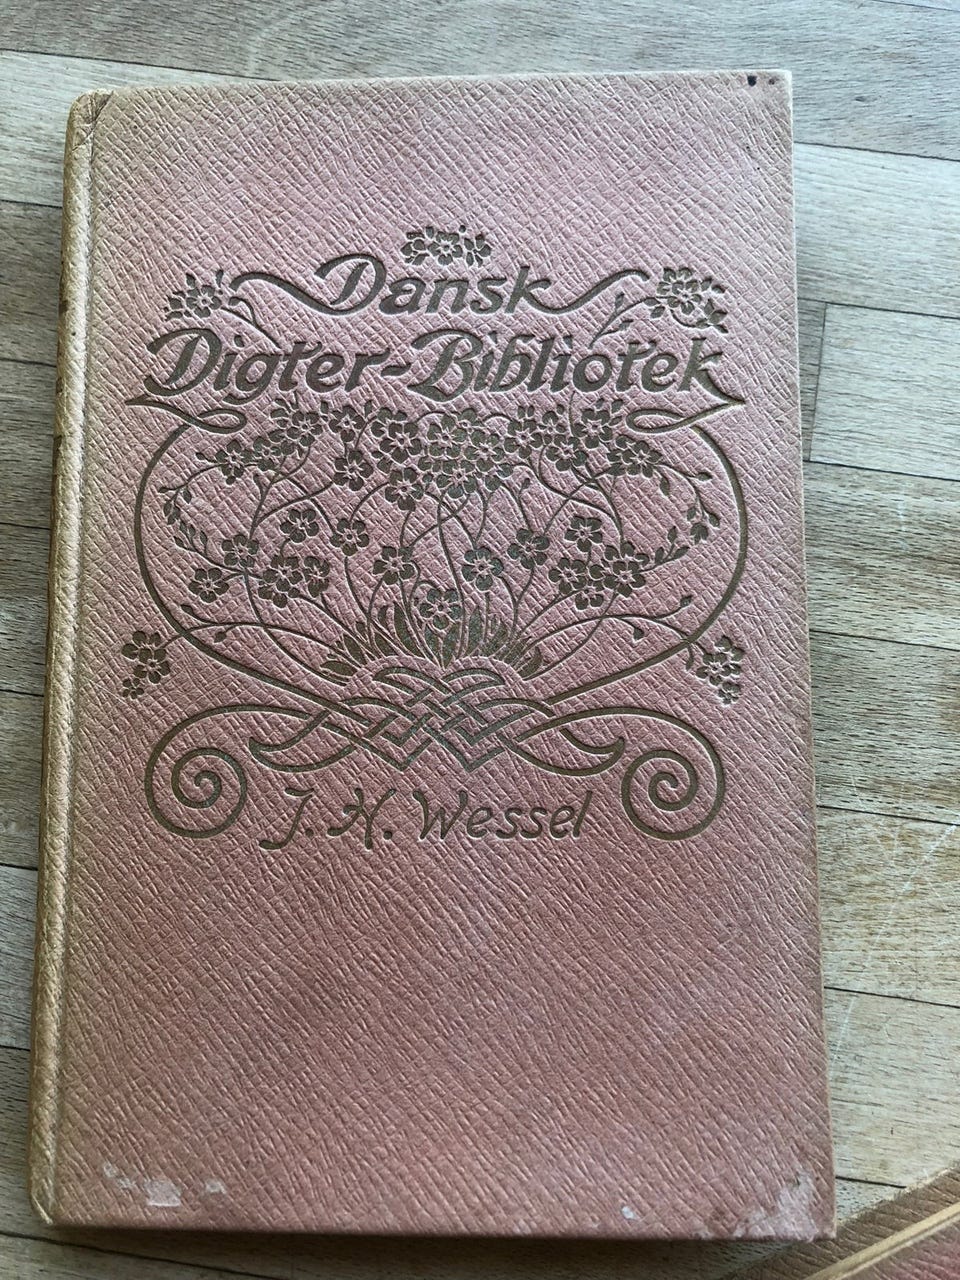 Dansk
Digter-Bibliotek
J. H. Wessel